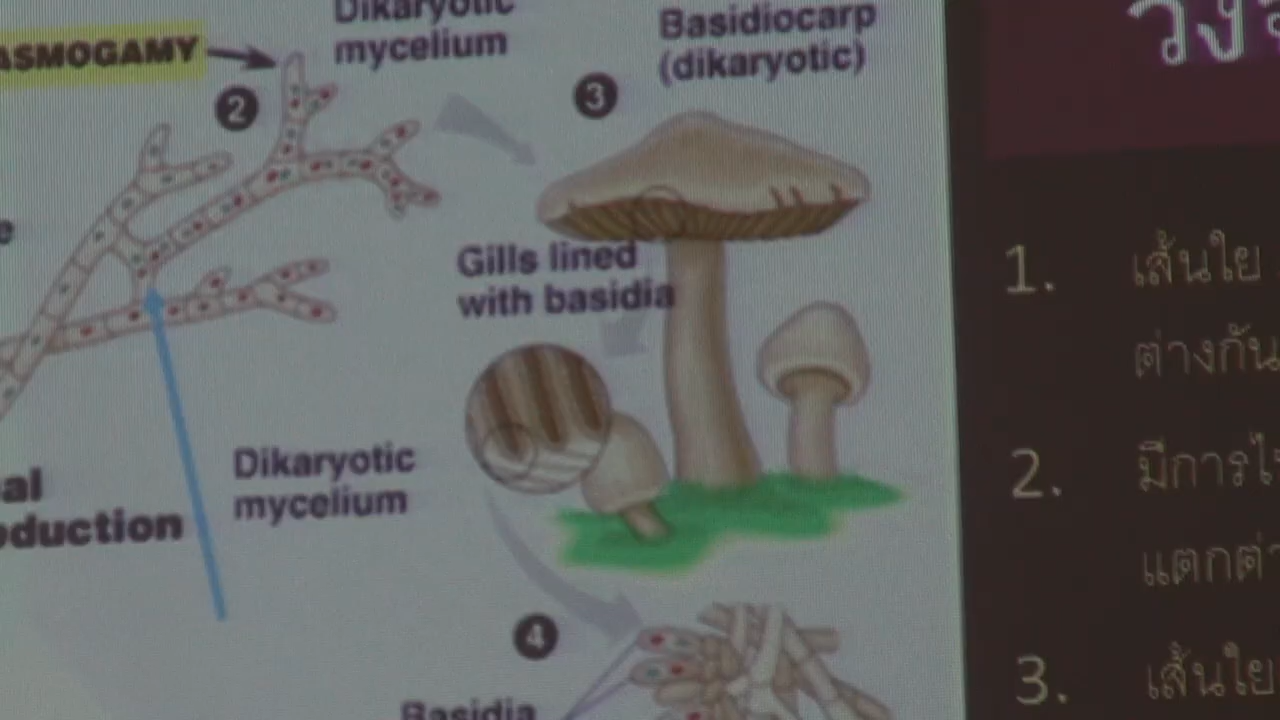 Dikaryotic
mycelium
ASMOGAMY
2
Basidiocarp
(dikaryotic)
3
Gills lined
with basidia
e
Dikaryotic
mycelium
al
eduction
4
Basidia
1. เส้นใย
ต่างกัน
2. มีการไ
แตกต่
3. เส้นใย